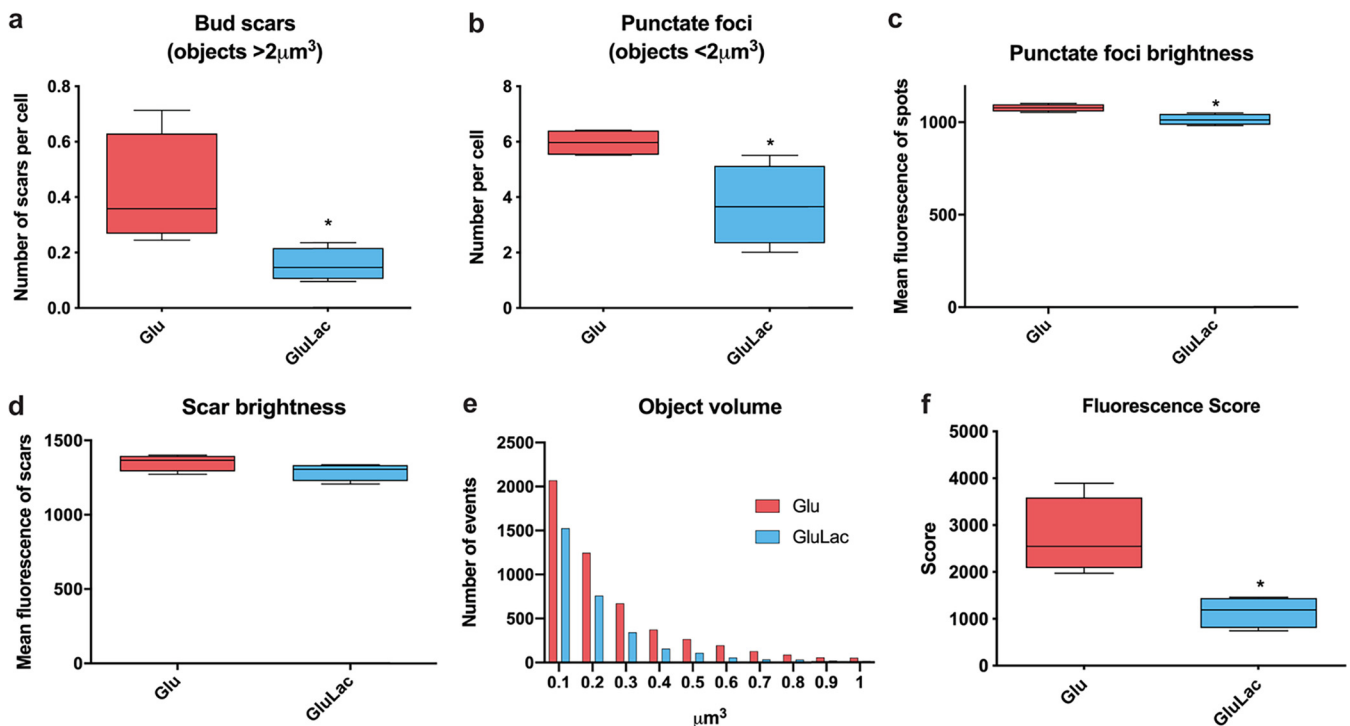 a
Bud scars
(objects >2μm³)
Number of scars per cell
0.8
0.6
0.4
0.2
0.0
*
Glu
GluLac
b
Punctate foci
(objects <2μm³)
Number per cell
8
6
4
2
0
*
Glu
GluLac
c
Punctate foci brightness
Mean fluorescence of spots
1000
500
0
*
Glu
GluLac
d
Scar brightness
Mean fluorescence of scars
1500
1000
500
0
Glu
GluLac
e
Object volume
Number of events
2500
2000
1500
1000
500
0
Glu
GluLac
0.1 0.2 0.3 0.4 0.5 0.6 0.7 0.8 0.9 1
μm³
f
Fluorescence Score
Score
5000
4000
3000
2000
1000
0
*
Glu
GluLac